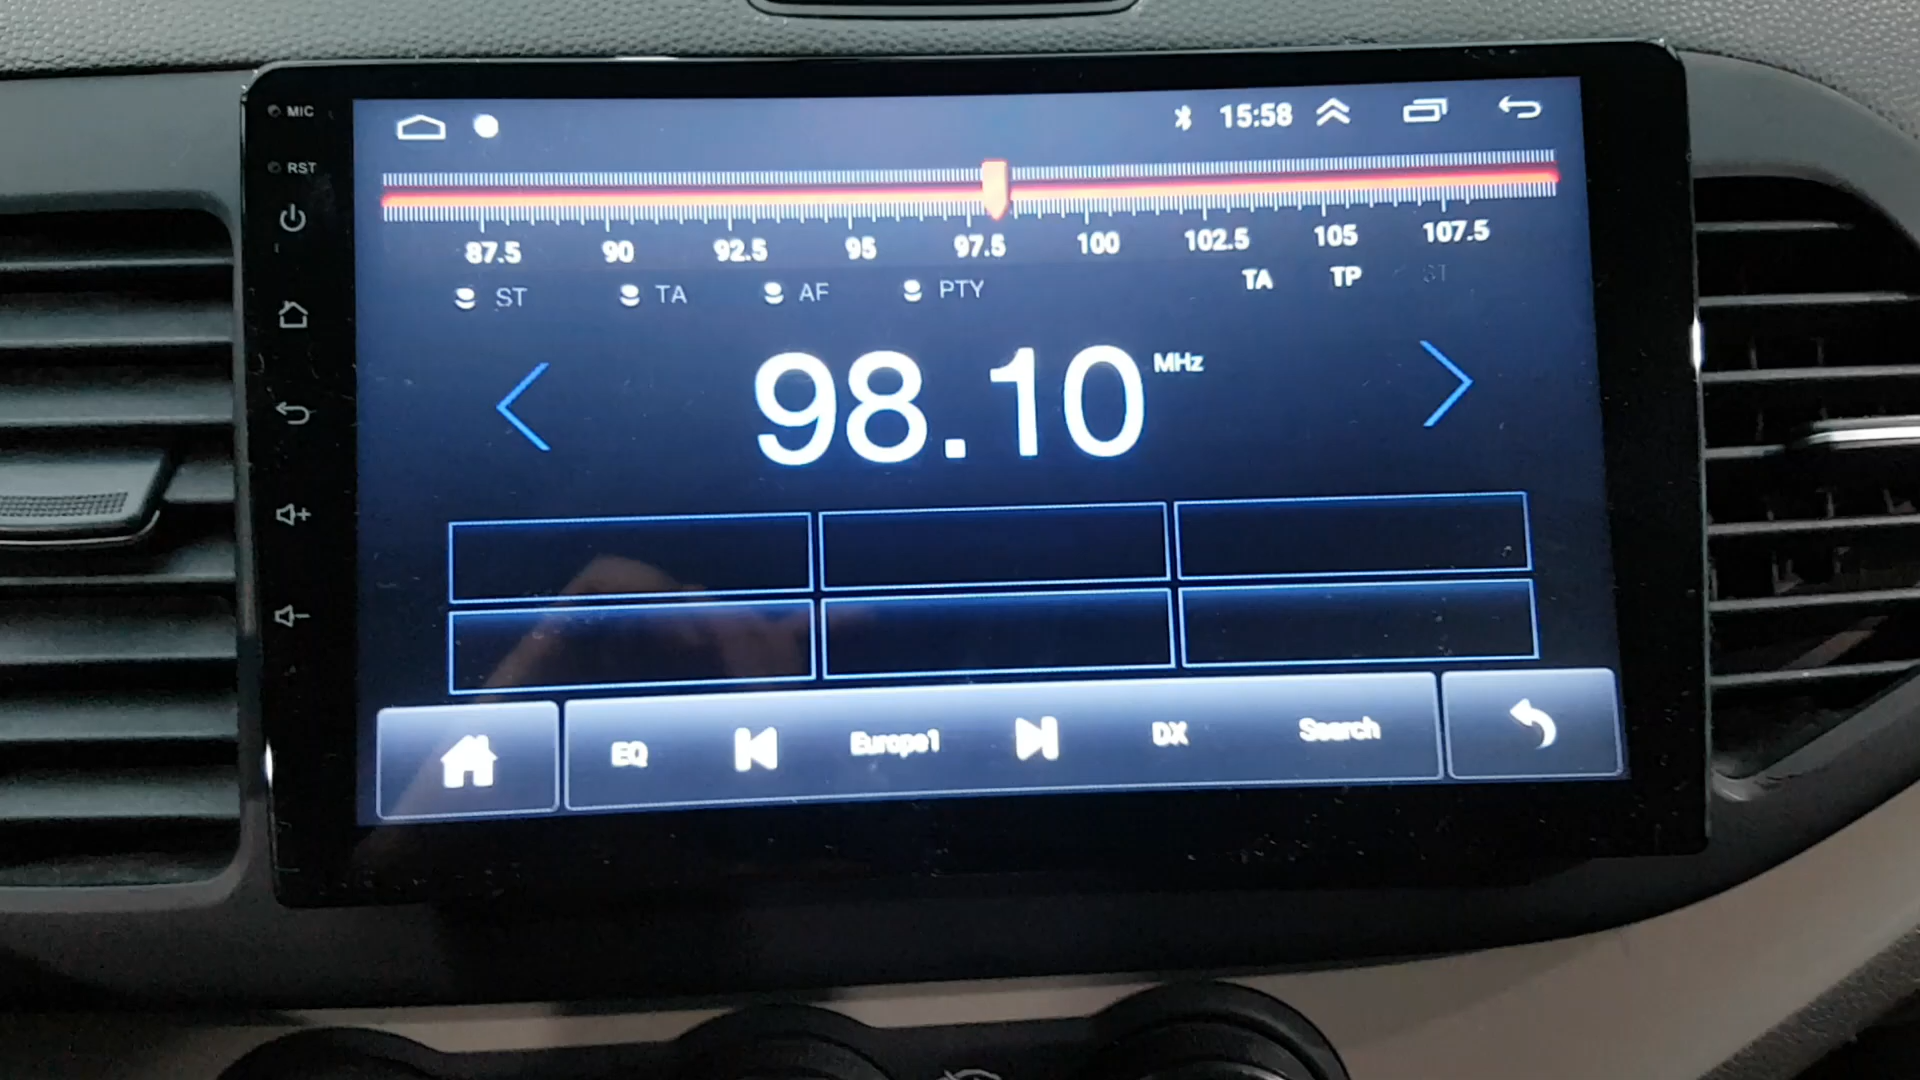 MIC
15:58
RST
87.5 90 92.5 95 97.5 100 102.5 105 107.5
ST TA AF PTY TA TP ST
98.10 MHz
EQ Europe1 DX Search